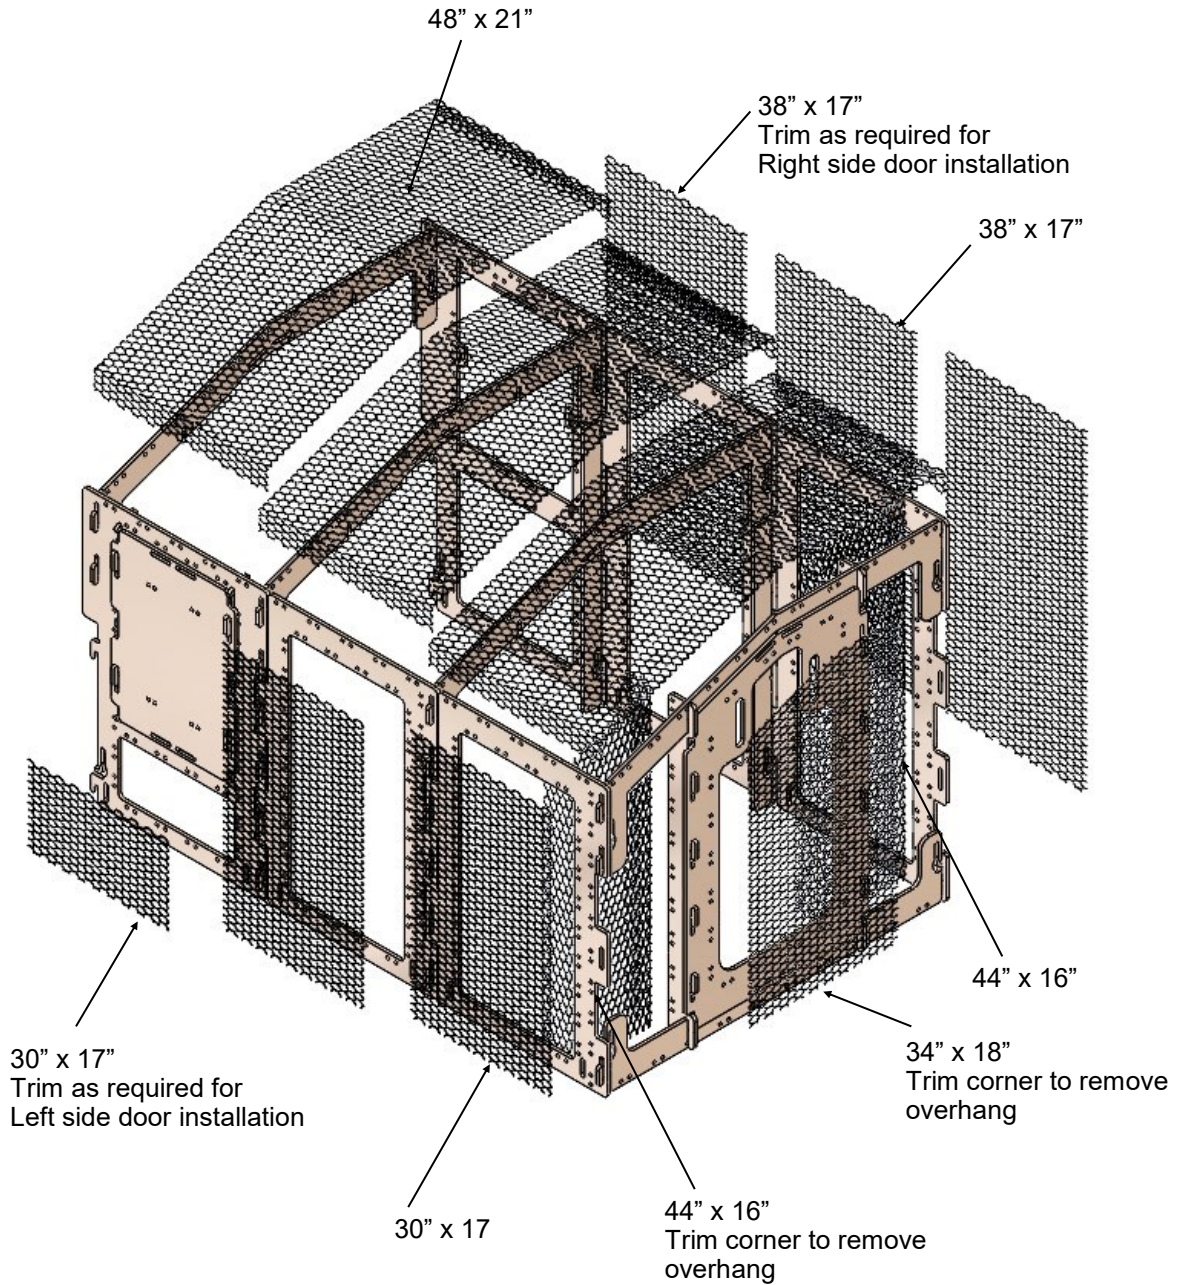 48” x 21”
38” x 17”
Trim as required for
Right side door installation
38” x 17”
44” x 16”
34” x 18”
Trim corner to remove
overhang
30” x 17”
Trim as required for
Left side door installation
30” x 17
44” x 16”
Trim corner to remove
overhang